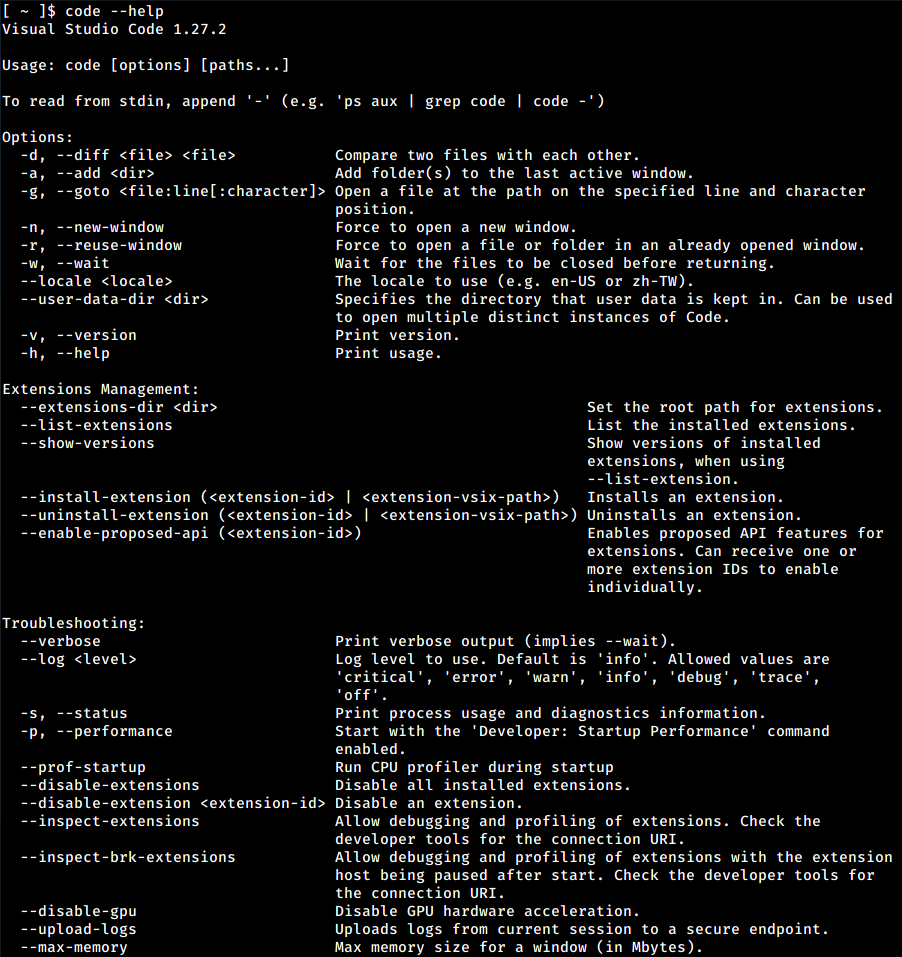 [ ~ ]$ code --help
Visual Studio Code 1.27.2

Usage: code [options] [paths...]

To read from stdin, append '-' (e.g. 'ps aux | grep code | code -')

Options:
  -d, --diff <file> <file>           Compare two files with each other.
  -a, --add <dir>                    Add folder(s) to the last active window.
  -g, --goto <file:line[:character]> Open a file at the path on the specified line and character
                                     position.
  -n, --new-window                   Force to open a new window.
  -r, --reuse-window                 Force to open a file or folder in an already opened window.
  -w, --wait                         Wait for the files to be closed before returning.
  --locale <locale>                  The locale to use (e.g. en-US or zh-TW).
  --user-data-dir <dir>              Specifies the directory that user data is kept in. Can be used
                                     to open multiple distinct instances of Code.
  -v, --version                      Print version.
  -h, --help                         Print usage.

Extensions Management:
  --extensions-dir <dir>                                         Set the root path for extensions.
  --list-extensions                                              List the installed extensions.
  --show-versions                                                Show versions of installed
                                                                 extensions, when using
                                                                 --list-extension.
  --install-extension (<extension-id> | <extension-vsix-path>)   Installs an extension.
  --uninstall-extension (<extension-id> | <extension-vsix-path>) Uninstalls an extension.
  --enable-proposed-api (<extension-id>)                         Enables proposed API features for
                                                                 extensions. Can receive one or
                                                                 more extension IDs to enable
                                                                 individually.

Troubleshooting:
  --verbose                          Print verbose output (implies --wait).
  --log <level>                      Log level to use. Default is 'info'. Allowed values are
                                     'critical', 'error', 'warn', 'info', 'debug', 'trace',
                                     'off'.
  -s, --status                       Print process usage and diagnostics information.
  -p, --performance                  Start with the 'Developer: Startup Performance' command
                                     enabled.
  --prof-startup                     Run CPU profiler during startup
  --disable-extensions               Disable all installed extensions.
  --disable-extension <extension-id> Disable an extension.
  --inspect-extensions               Allow debugging and profiling of extensions. Check the
                                     developer tools for the connection URI.
  --inspect-brk-extensions           Allow debugging and profiling of extensions with the extension
                                     host being paused after start. Check the developer tools for
                                     the connection URI.
  --disable-gpu                      Disable GPU hardware acceleration.
  --upload-logs                      Uploads logs from current session to a secure endpoint.
  --max-memory                       Max memory size for a window (in Mbytes).